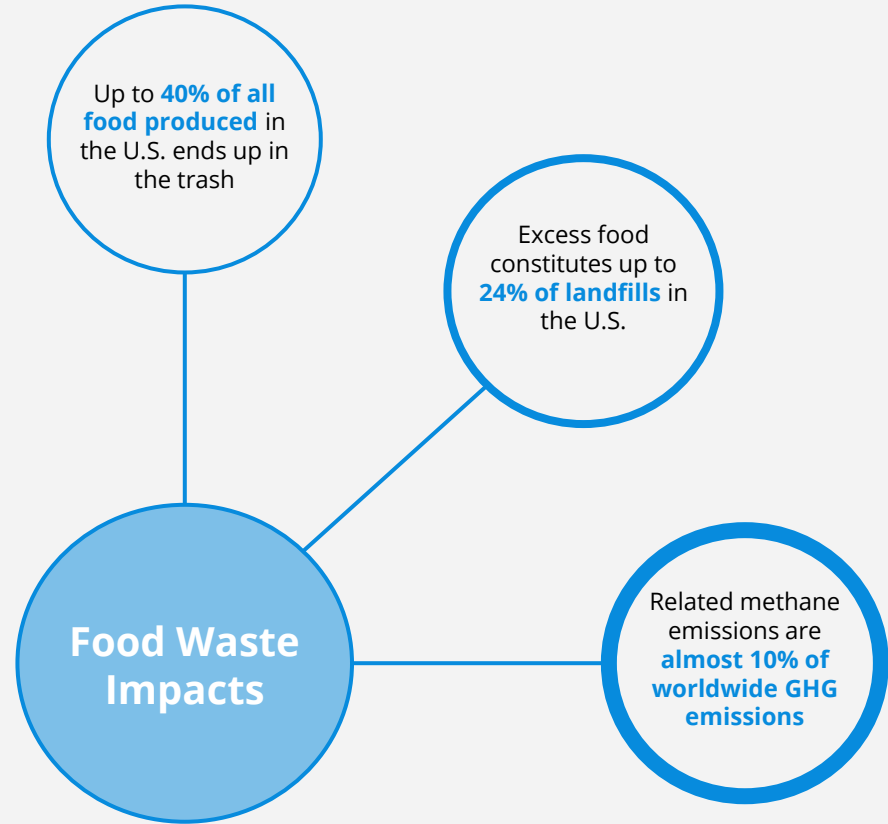 Up to 40% of all
food produced in
the U.S. ends up in
the trash
Excess food
constitutes up to
24% of landfills in
the U.S.
Related methane
emissions are
almost 10% of
worldwide GHG
emissions
Food Waste
Impacts